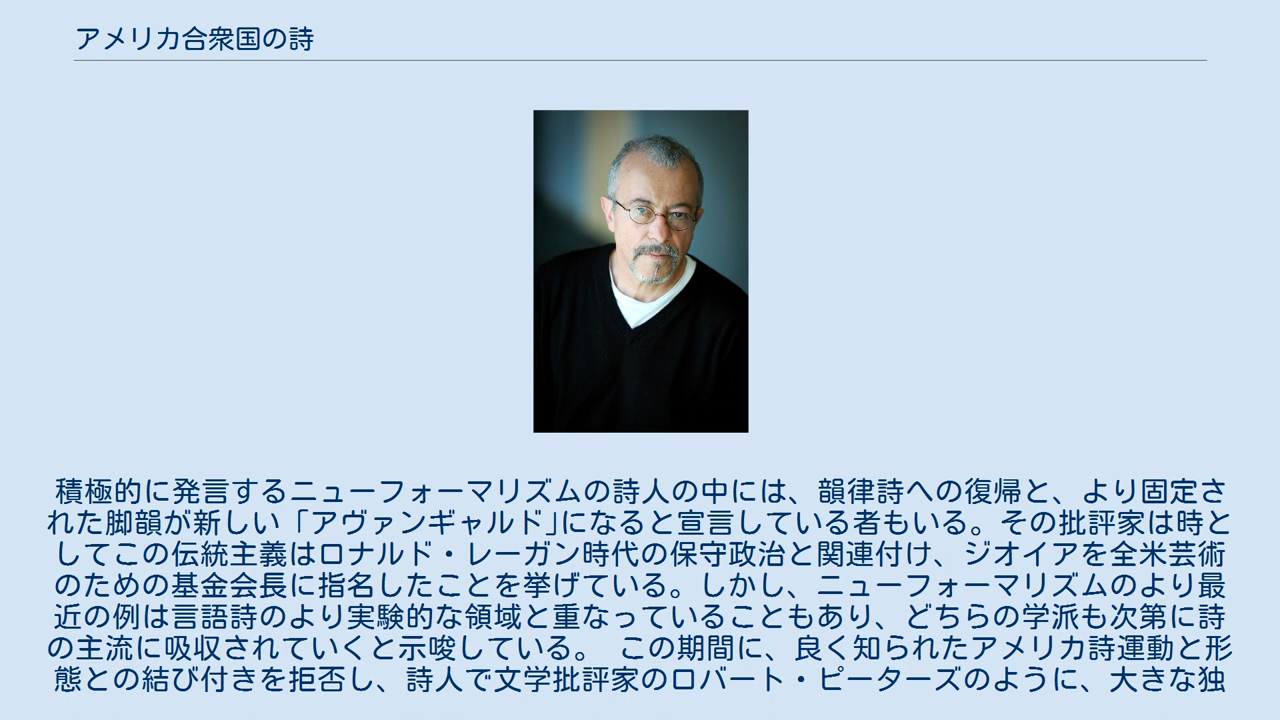 アメリカ合衆国の詩
積極的に発言するニューフォーマリズムの詩人の中には、韻律詩への復帰と、より固定さ
れた脚韻が新しい「アヴァンギャルド」になると宣言している者もいる。その批評家は時と
してこの伝統主義はロナルド・レーガン時代の保守政治と関連付け、ジオイアを全米芸術
のための基金会長に指名したことを挙げている。しかし、ニューフォーマリズムのより最
近の例は言語詩のより実験的な領域と重なっていることもあり、どちらの学派も次第に詩
の主流に吸収されていくと示唆している。 この期間に、良く知られたアメリカ詩運動と形
態との結び付きを拒否し、詩人で文学批評家のロバート・ピーターズのように、大きな独